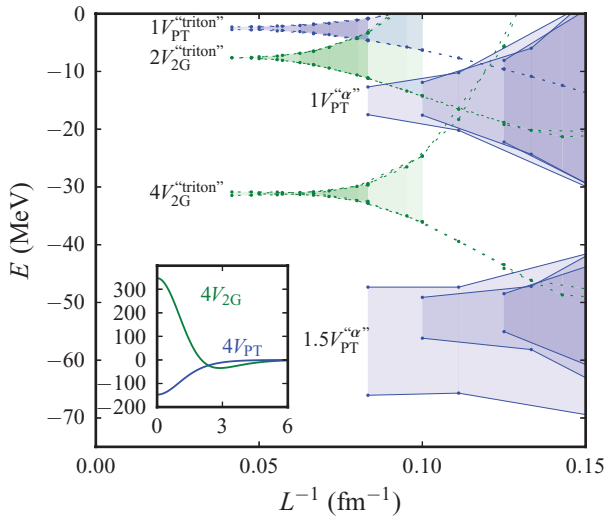 0
−10
−20
−30
−40
−50
−60
−70
E (MeV)
1V_PT^“triton”
2V_2G^“triton”
1V_PT^“α”
4V_2G^“triton”
1.5V_PT^“α”
300
200
100
0
−100
−200
4V_2G
4V_PT
0 3 6
0.00 0.05 0.10 0.15
L^−1 (fm^−1)